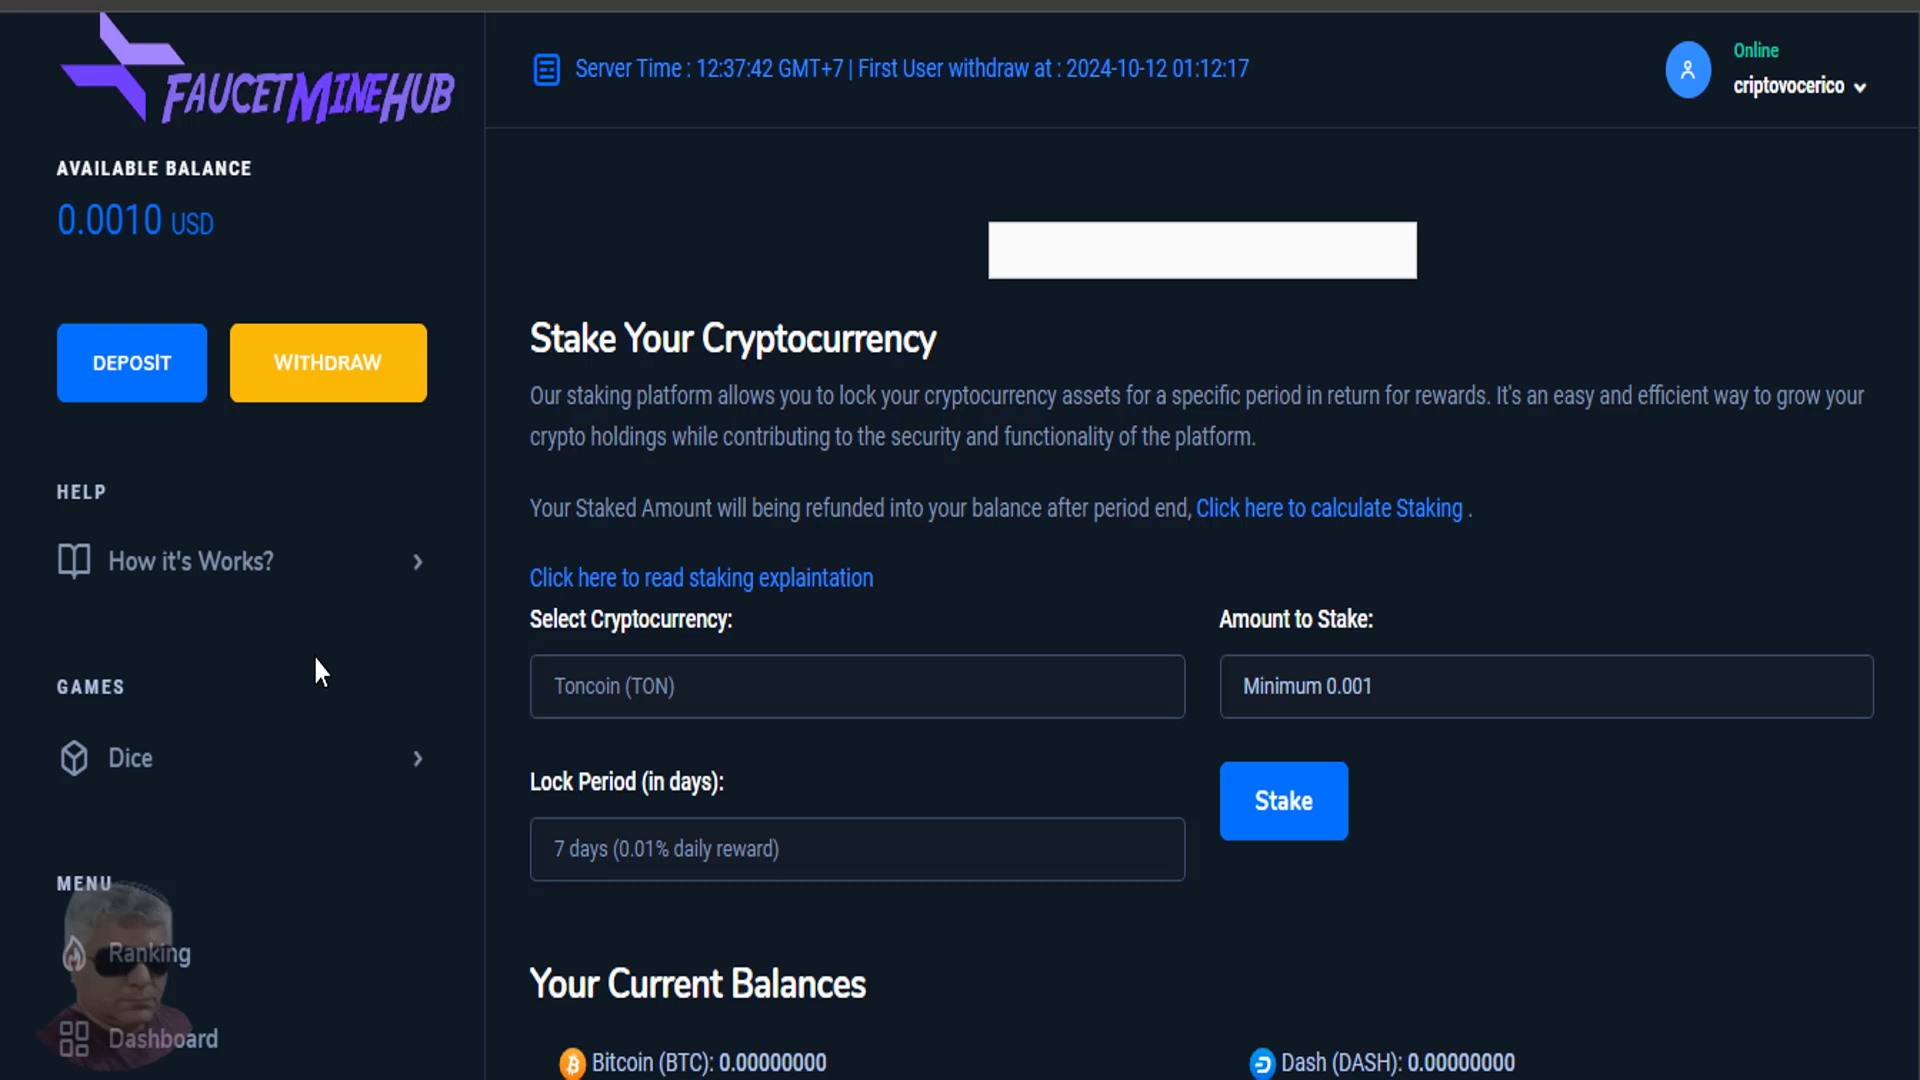 FAUCETMINEHUB
Server Time : 12:37:42 GMT+7 | First User withdraw at : 2024-10-12 01:12:17
Online
criptovocerico
AVAILABLE BALANCE
0.0010 USD
DEPOSIT
WITHDRAW
HELP
How it's Works?
GAMES
Dice
MENU
Ranking
Dashboard
Stake Your Cryptocurrency
Our staking platform allows you to lock your cryptocurrency assets for a specific period in return for rewards. It's an easy and efficient way to grow your
crypto holdings while contributing to the security and functionality of the platform.
Your Staked Amount will being refunded into your balance after period end, Click here to calculate Staking .
Click here to read staking explaintation
Select Cryptocurrency:
Toncoin (TON)
Amount to Stake:
Minimum 0.001
Lock Period (in days):
7 days (0.01% daily reward)
Stake
Your Current Balances
Bitcoin (BTC): 0.00000000
Dash (DASH): 0.00000000